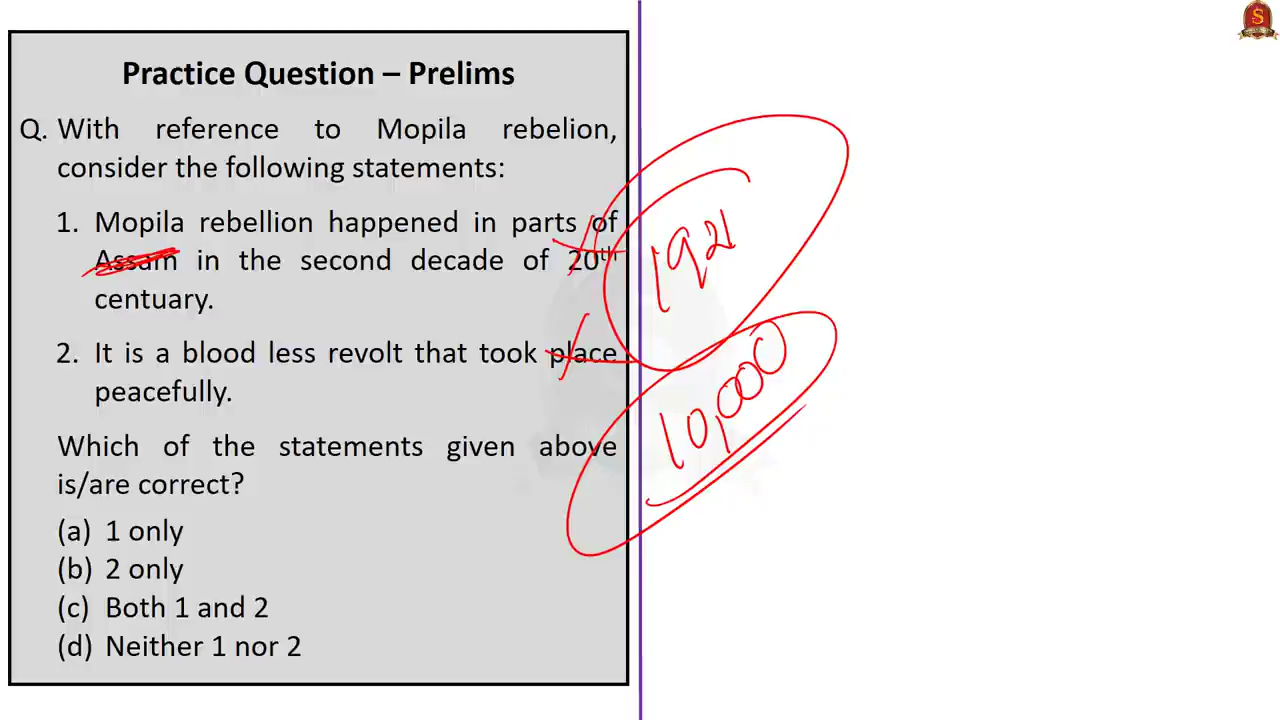 Practice Question – Prelims
Q. With reference to Mopila rebelion,
consider the following statements:
1. Mopila rebellion happened in parts of
Assam in the second decade of 20th
centuary.
2. It is a blood less revolt that took place
peacefully.
Which of the statements given above
is/are correct?
(a) 1 only
(b) 2 only
(c) Both 1 and 2
(d) Neither 1 nor 2
1921
10,000